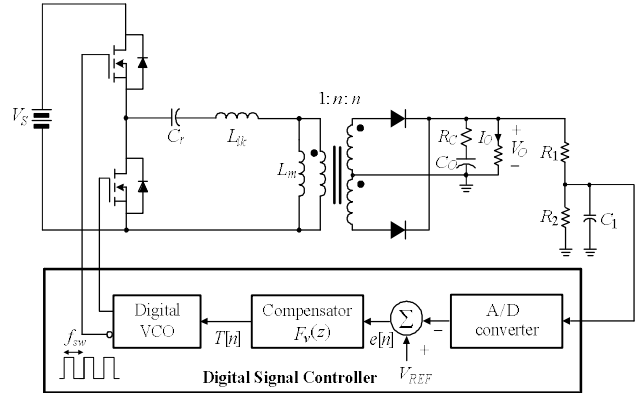 V_S
C_r
L_lk
1:n:n
L_m
R_C
C_O
I_O
+
V_O
−
R_1
R_2
C_1
f_sw
Digital
VCO
T[n]
Compensator
F_v(z)
e[n]
Σ
−
+
V_REF
A/D
converter
Digital Signal Controller